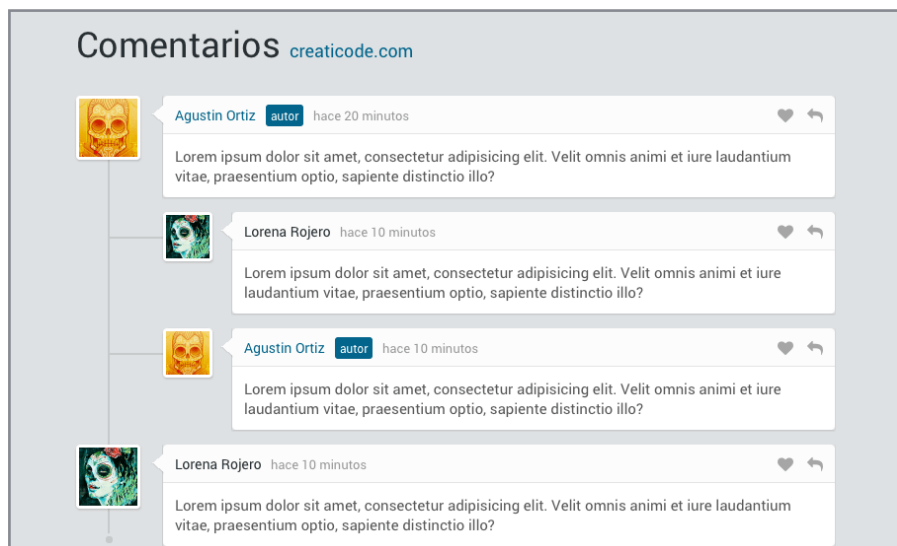 Comentarios creaticode.com
Agustin Ortiz autor hace 20 minutos
Lorem ipsum dolor sit amet, consectetur adipisicing elit. Velit omnis animi et iure laudantium
vitae, praesentium optio, sapiente distinctio illo?
Lorena Rojero hace 10 minutos
Lorem ipsum dolor sit amet, consectetur adipisicing elit. Velit omnis animi et iure
laudantium vitae, praesentium optio, sapiente distinctio illo?
Agustin Ortiz autor hace 10 minutos
Lorem ipsum dolor sit amet, consectetur adipisicing elit. Velit omnis animi et iure
laudantium vitae, praesentium optio, sapiente distinctio illo?
Lorena Rojero hace 10 minutos
Lorem ipsum dolor sit amet, consectetur adipisicing elit. Velit omnis animi et iure laudantium
vitae, praesentium optio, sapiente distinctio illo?